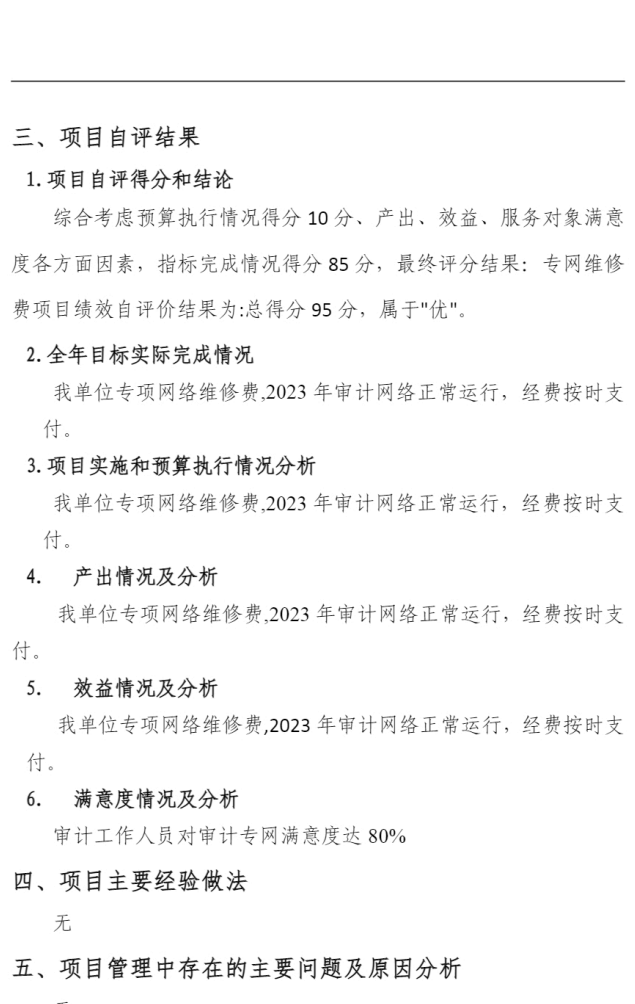 三、项目自评结果
1.项目自评得分和结论
综合考虑预算执行情况得分 10 分、产出、效益、服务对象满意
度各方面因素，指标完成情况得分 85 分，最终评分结果：专网维修
费项目绩效自评价结果为:总得分 95 分，属于"优"。
2.全年目标实际完成情况
我单位专项网络维修费,2023 年审计网络正常运行，经费按时支
付。
3.项目实施和预算执行情况分析
我单位专项网络维修费,2023 年审计网络正常运行，经费按时支
付。
4. 产出情况及分析
我单位专项网络维修费,2023 年审计网络正常运行，经费按时支
付。
5. 效益情况及分析
我单位专项网络维修费,2023 年审计网络正常运行，经费按时支
付。
6. 满意度情况及分析
审计工作人员对审计专网满意度达 80%
四、项目主要经验做法
无
五、项目管理中存在的主要问题及原因分析